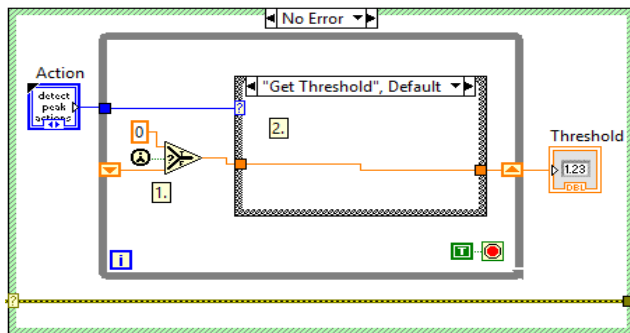 No Error
Action
detect
peak
actions
"Get Threshold", Default
?
0
2.
?
T
F
1.
Threshold
1.23
DBL
i
T
?